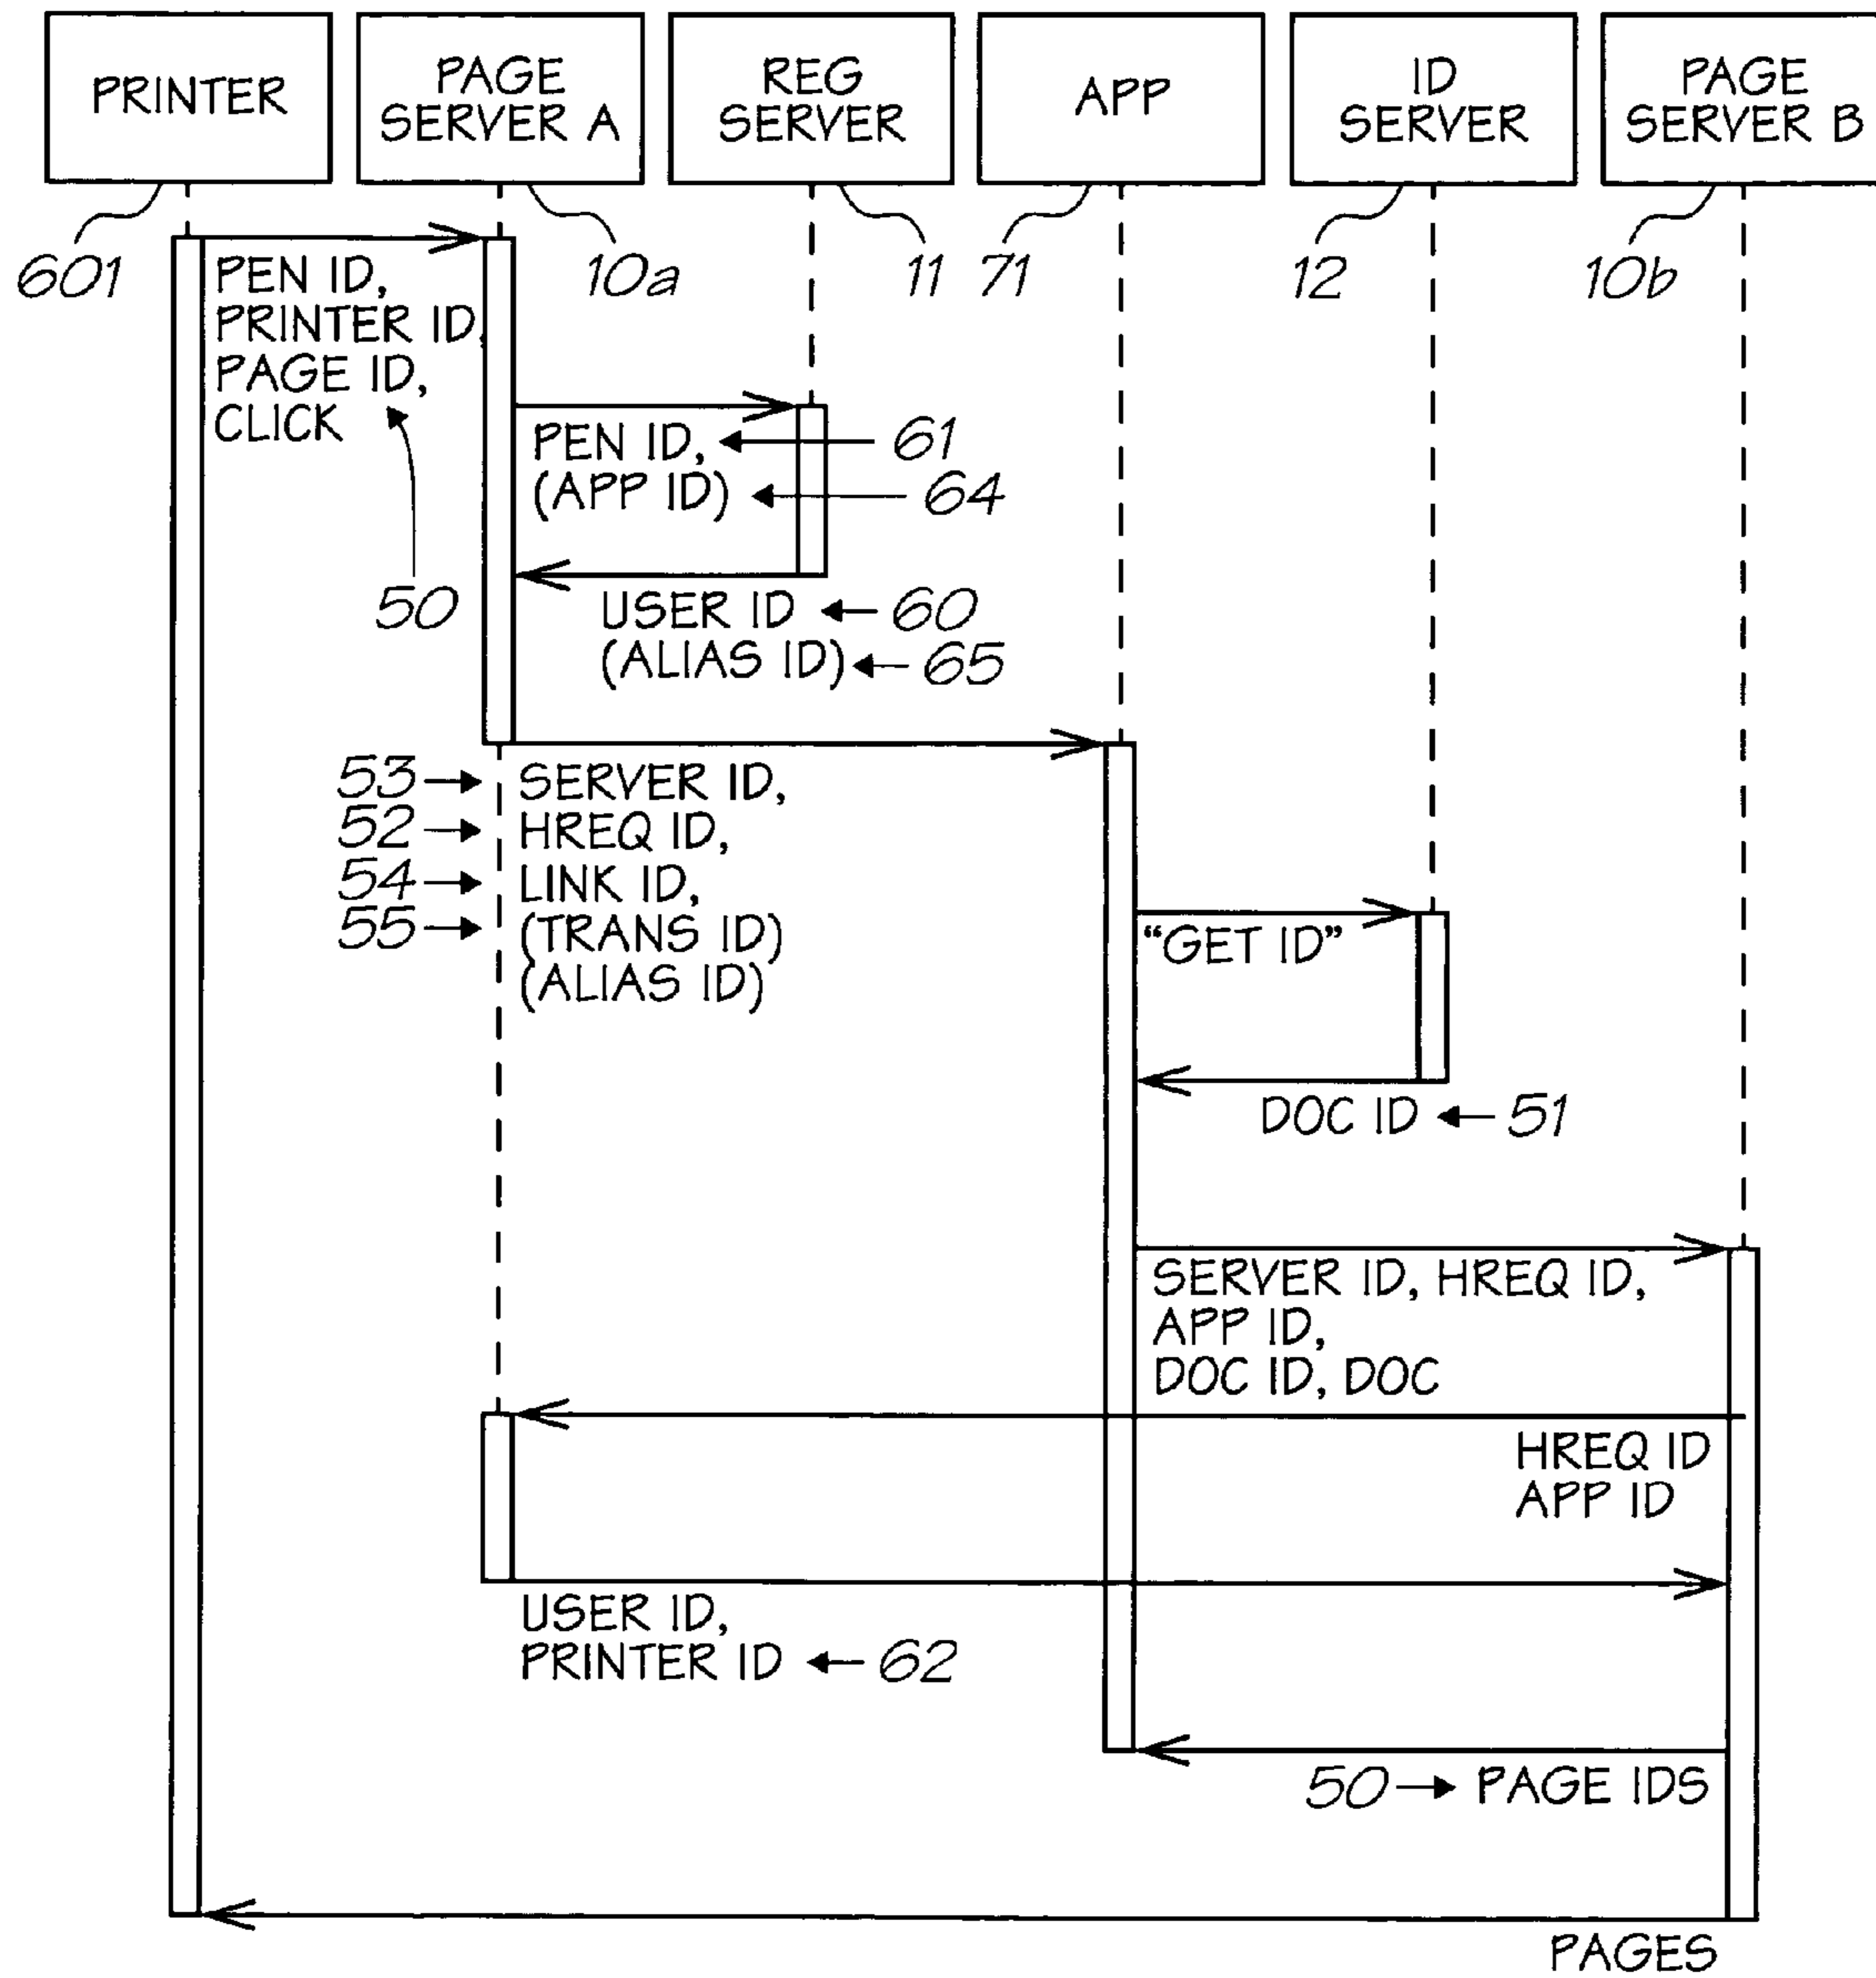 PRINTER
PAGE
SERVER A
REG
SERVER
APP
ID
SERVER
PAGE
SERVER B
601
10a
11
71
12
10b
PEN ID,
PRINTER ID
PAGE ID,
CLICK
50
PEN ID,
61
(APP ID)
64
USER ID
60
(ALIAS ID)
65
53
SERVER ID,
52
HREQ ID,
54
LINK ID,
55
(TRANS ID)
(ALIAS ID)
“GET ID”
DOC ID
51
SERVER ID, HREQ ID,
APP ID,
DOC ID, DOC
HREQ ID
APP ID
USER ID,
PRINTER ID
62
50
PAGE IDS
PAGES